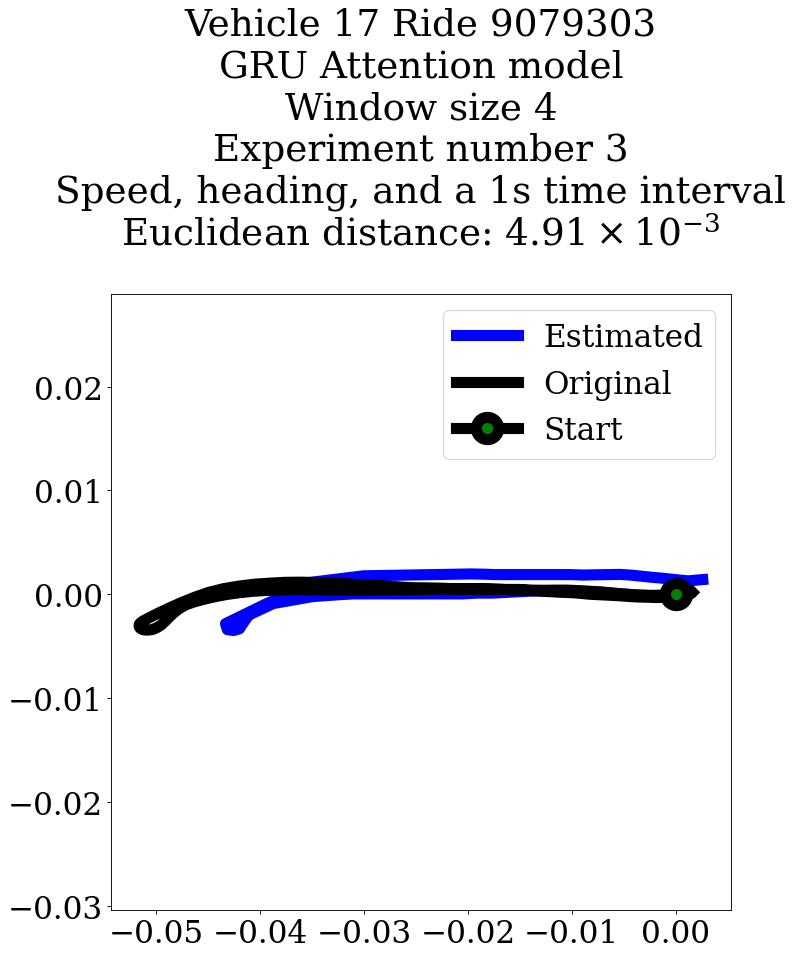 Vehicle 17 Ride 9079303
GRU Attention model
Window size 4
Experiment number 3
Speed, heading, and a 1s time interval
Euclidean distance: 4.91 × 10⁻³
Estimated
Original
Start
0.02
0.01
0.00
−0.01
−0.02
−0.03
−0.05 −0.04 −0.03 −0.02 −0.01 0.00